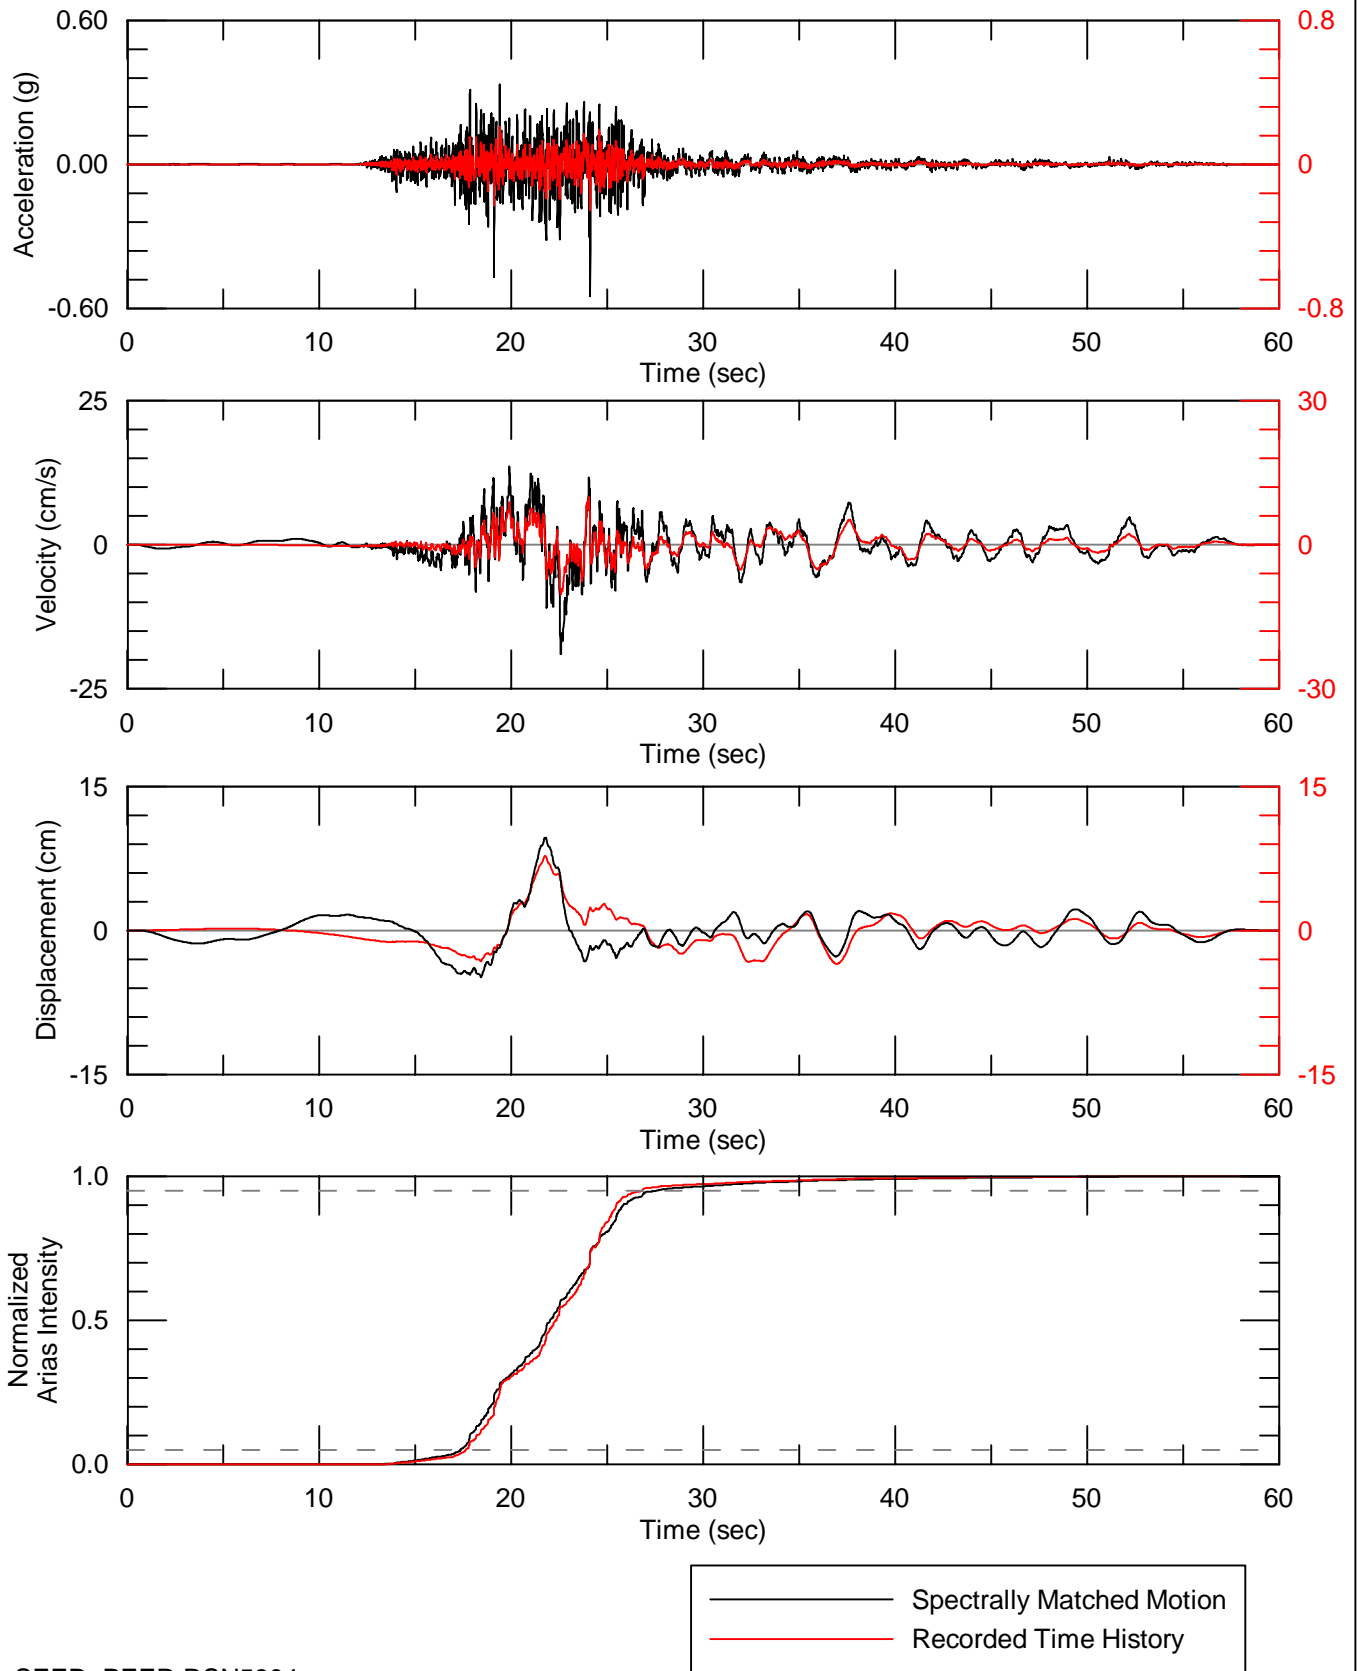 0.60
0.00
-0.60
Acceleration (g)
0.8
0
-0.8
0 10 20 30 40 50 60
Time (sec)
25
0
-25
Velocity (cm/s)
30
0
-30
0 10 20 30 40 50 60
Time (sec)
15
0
-15
Displacement (cm)
15
0
-15
0 10 20 30 40 50 60
Time (sec)
1.0
0.5
0.0
Normalized
Arias Intensity
0 10 20 30 40 50 60
Time (sec)
Spectrally Matched Motion
Recorded Time History